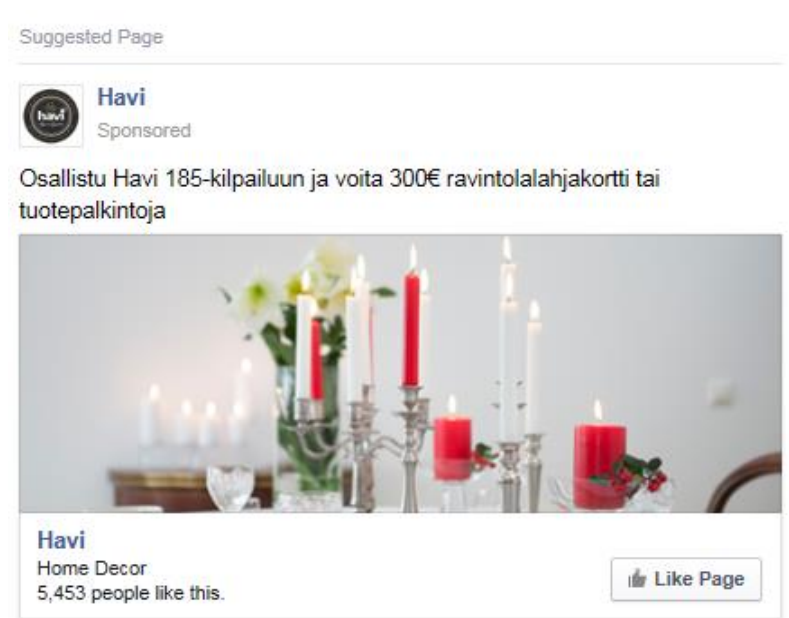 Suggested Page
havi
Havi
Sponsored
Osallistu Havi 185-kilpailuun ja voita 300€ ravintolalahjakortti tai
tuotepalkintoja
Havi
Home Decor
5,453 people like this.
Like Page